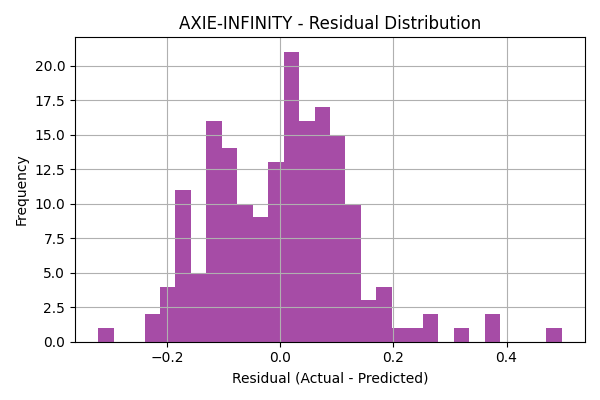 AXIE-INFINITY - Residual Distribution
20.0
17.5
15.0
12.5
10.0
7.5
5.0
2.5
0.0
Frequency
−0.2 0.0 0.2 0.4
Residual (Actual - Predicted)